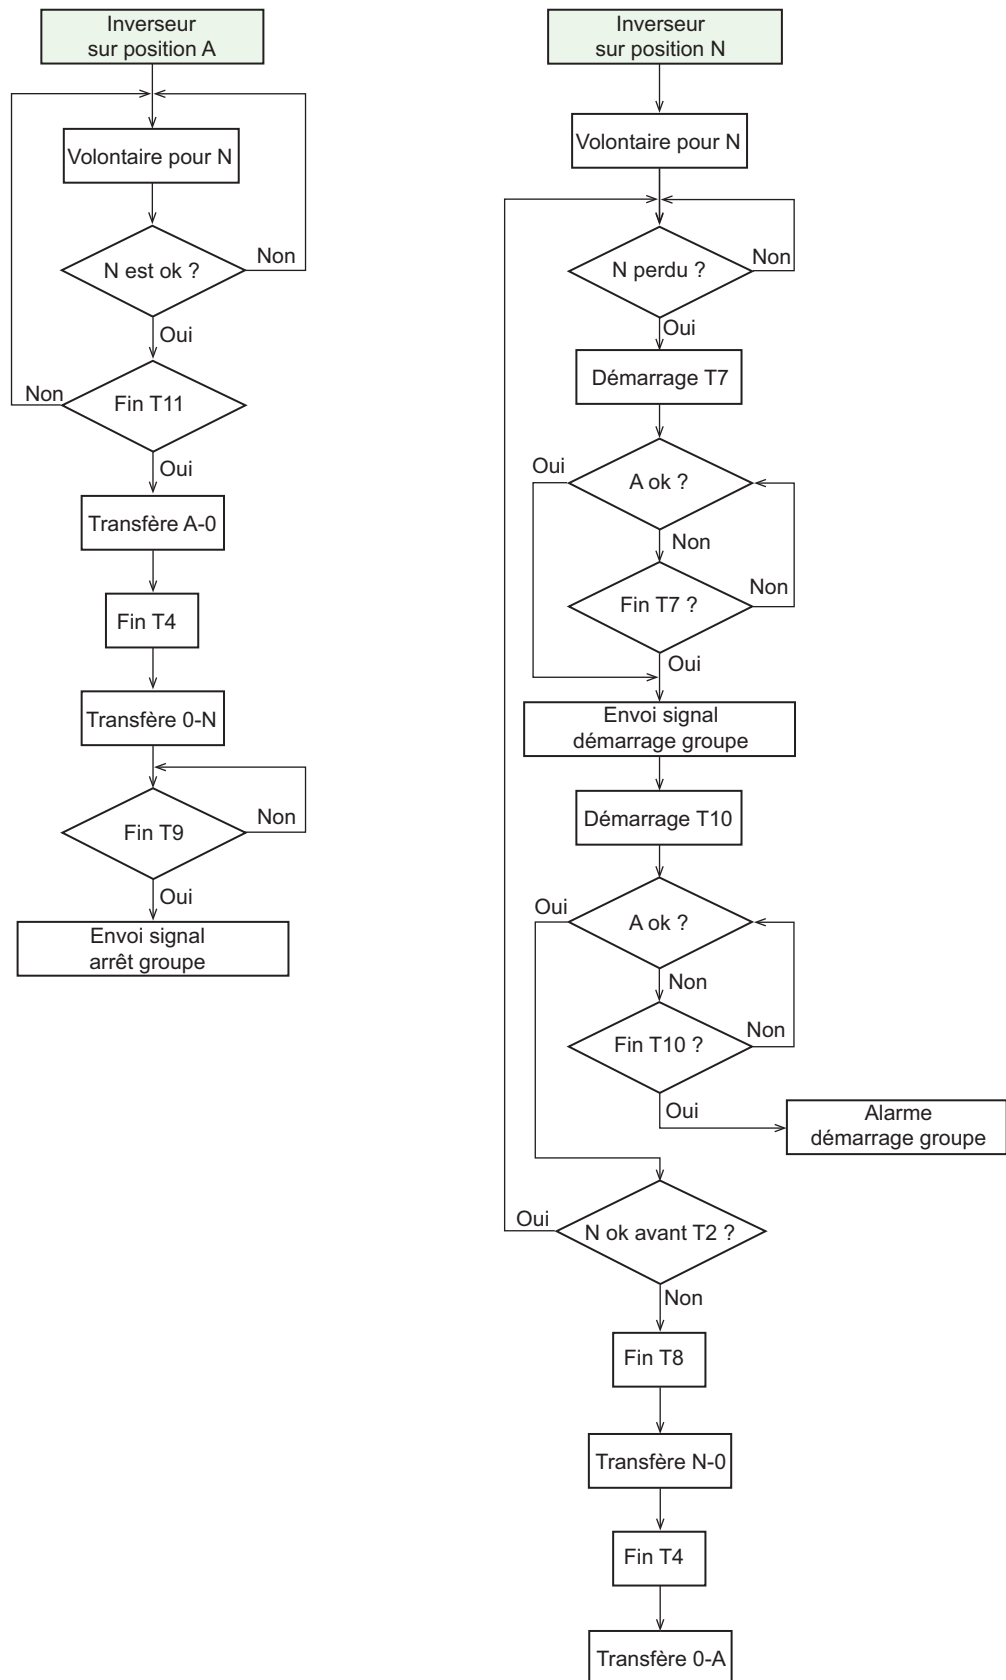 Inverseur
sur position A
Volontaire pour N
N est ok ?
Non
Oui
Non
Fin T11
Oui
Transfère A-0
Fin T4
Transfère 0-N
Fin T9
Non
Oui
Envoi signal
arrêt groupe
Inverseur
sur position N
Volontaire pour N
N perdu ?
Non
Oui
Démarrage T7
Oui
A ok ?
Non
Fin T7 ?
Non
Oui
Envoi signal
démarrage groupe
Démarrage T10
Oui
A ok ?
Non
Fin T10 ?
Non
Oui
Alarme
démarrage groupe
Oui
N ok avant T2 ?
Non
Fin T8
Transfère N-0
Fin T4
Transfère 0-A